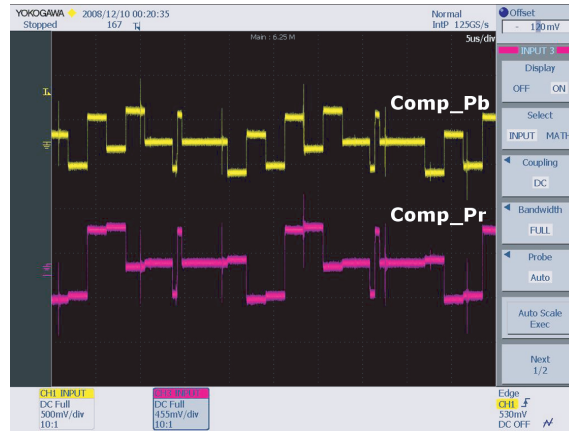 YOKOGAWA 2008/12/10 00:20:35
Normal
Stopped 167
IntP 125GS/s
Main : 6.25 M
5us/div
Comp_Pb
Comp_Pr
Offset
- 120mV
INPUT 3
Display
OFF ON
Select
INPUT MATH
Coupling
DC
Bandwidth
FULL
Probe
Auto
Auto Scale
Exec
Next
1/2
CH1 INPUT
DC Full
500mV/div
10:1
DC Full
455mV/div
10:1
Edge
CH1
530mV
DC OFF